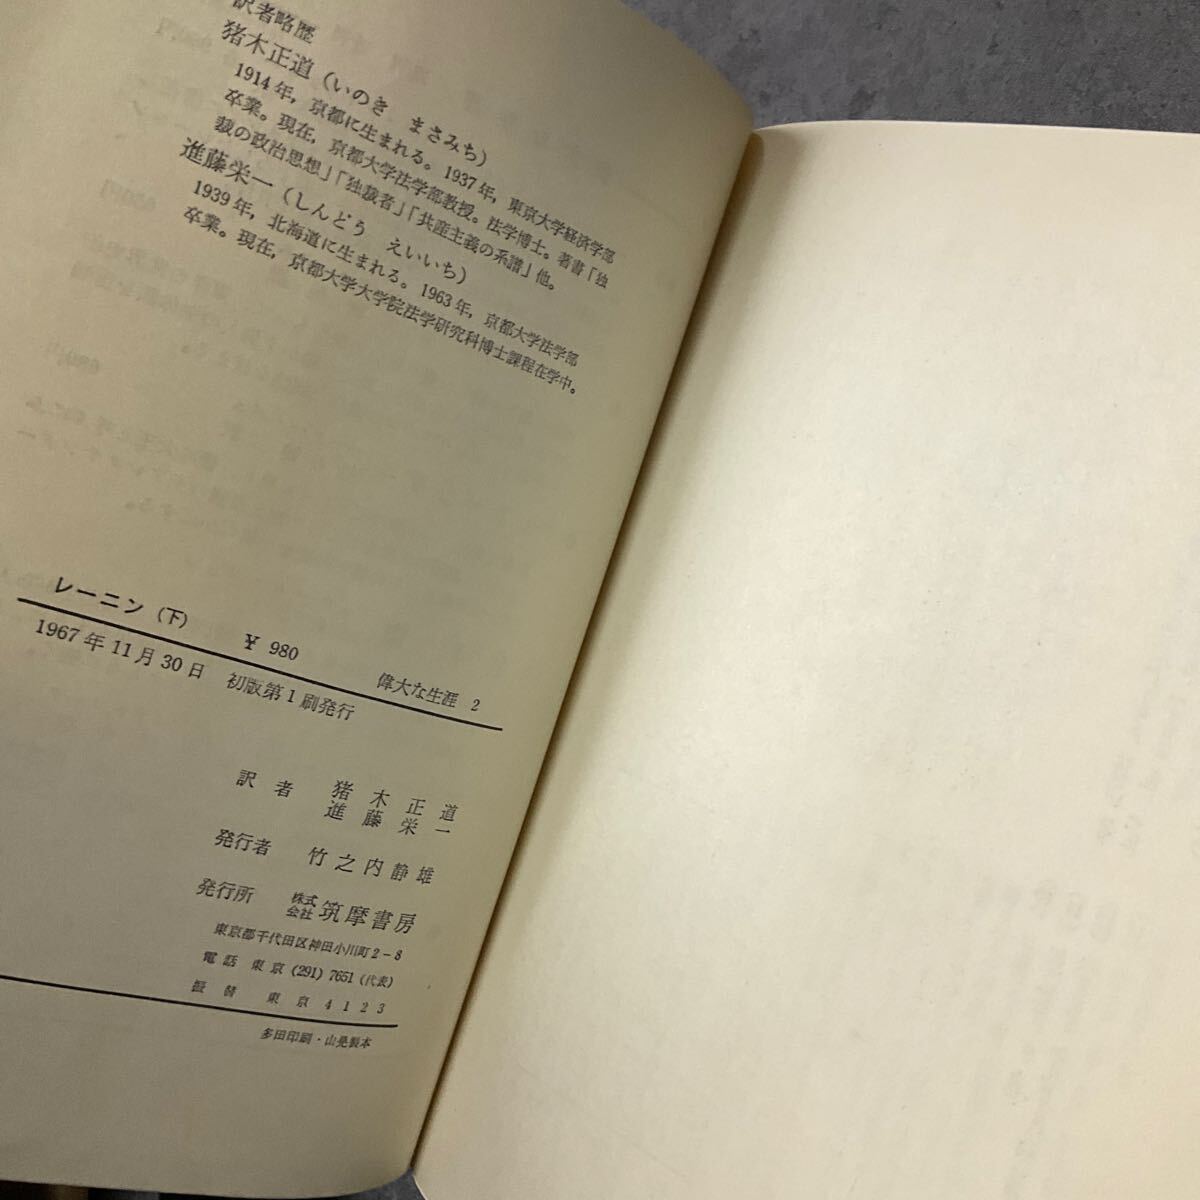 訳者略歴
猪木正道(いのき まさみち)
1914年，京都に生まれる。1937年，東京大学経済学部
卒業。現在，京都大学法学部教授。法学博士。著書「独
裁の政治思想」「独裁者」「共産主義の系譜」他。
進藤栄一(しんどう えいいち)
1939年，北海道に生まれる。1963年，京都大学法学部
卒業。現在，京都大学大学院法学研究科博士課程在学中。
レーニン(下) ¥ 980 偉大な生涯 2
1967年11月30日 初版第1刷発行
訳者 猪木正道
進藤栄一
発行者 竹之内静雄
発行所 株式会社 筑摩書房
東京都千代田区神田小川町2-8
電話 東京(291)7651(代表)
振替 東京4123
多田印刷・山晃製本